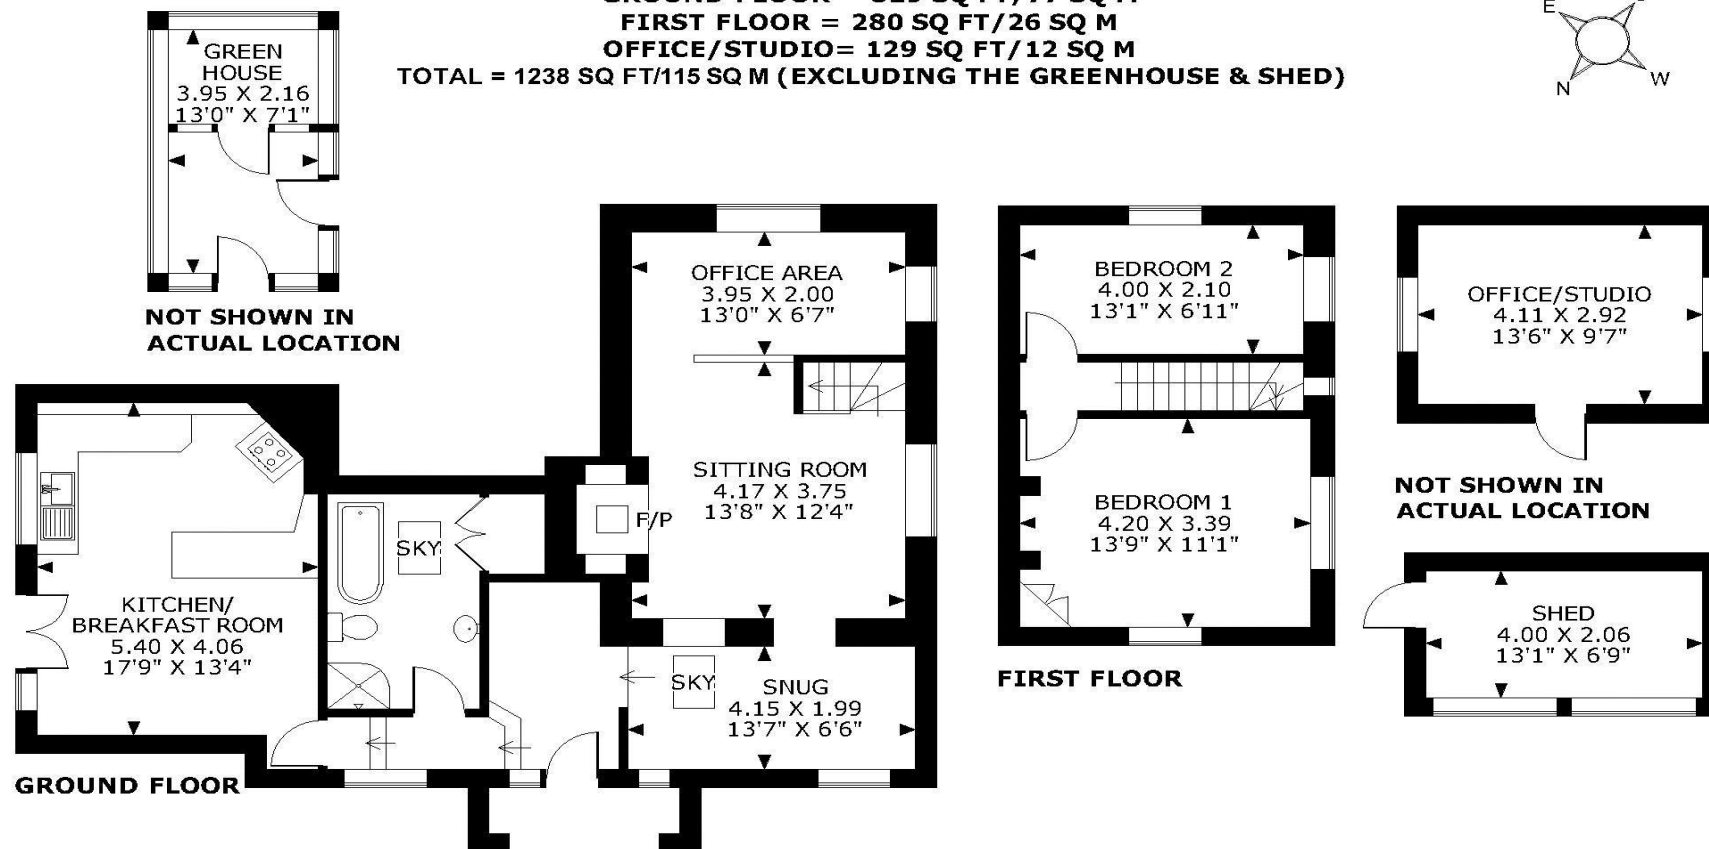 FIRST FLOOR = 280 SQ FT/26 SQ M
OFFICE/STUDIO= 129 SQ FT/12 SQ M
TOTAL = 1238 SQ FT/115 SQ M (EXCLUDING THE GREENHOUSE & SHED)
E
N
W
GREEN
HOUSE
3.95 X 2.16
13'0" X 7'1"
NOT SHOWN IN
ACTUAL LOCATION
OFFICE AREA
3.95 X 2.00
13'0" X 6'7"
SITTING ROOM
4.17 X 3.75
13'8" X 12'4"
F/P
SKY
KITCHEN/
BREAKFAST ROOM
5.40 X 4.06
17'9" X 13'4"
SKY
SNUG
4.15 X 1.99
13'7" X 6'6"
GROUND FLOOR
BEDROOM 2
4.00 X 2.10
13'1" X 6'11"
BEDROOM 1
4.20 X 3.39
13'9" X 11'1"
FIRST FLOOR
OFFICE/STUDIO
4.11 X 2.92
13'6" X 9'7"
NOT SHOWN IN
ACTUAL LOCATION
SHED
4.00 X 2.06
13'1" X 6'9"